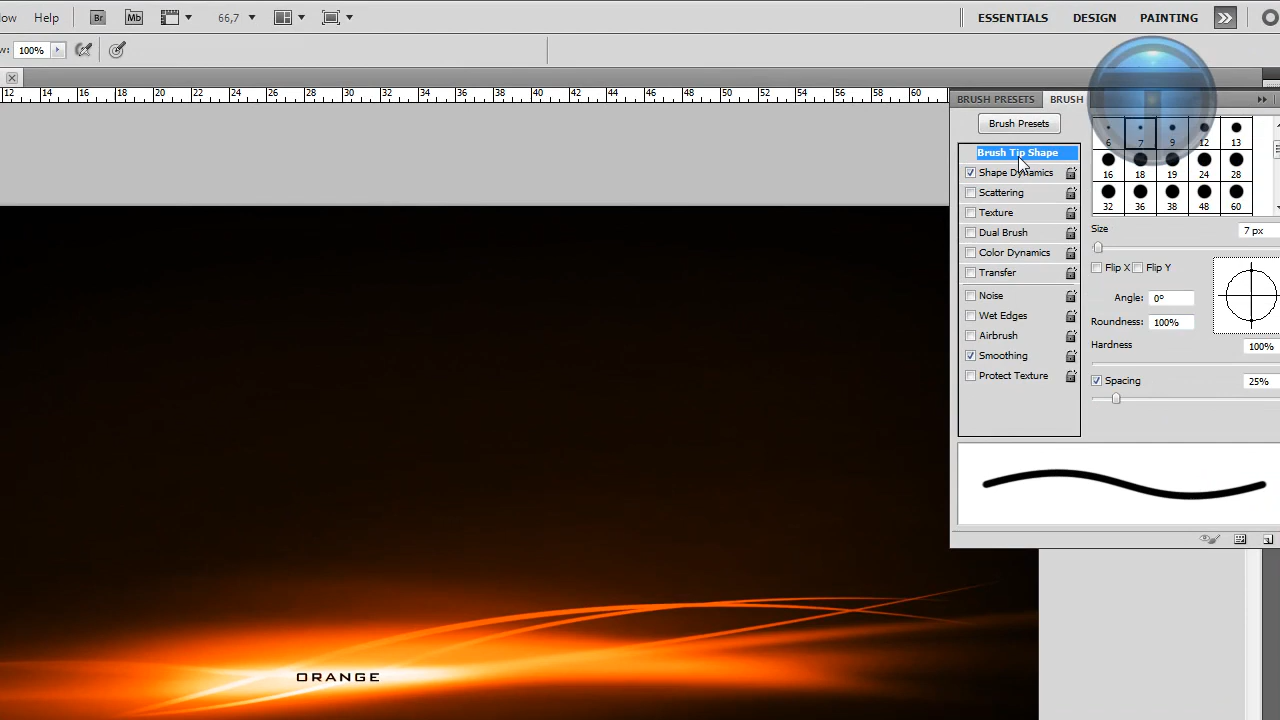 ow Help Br Mb 66,7 ESSENTIALS DESIGN PAINTING
w: 100%
12 14 16 18 20 22 24 26 28 30 32 34 36 38 40 42 44 46 48 50 52 54 56 58 60
BRUSH PRESETS BRUSH
Brush Presets
Brush Tip Shape
Shape Dynamics
Scattering
Texture
Dual Brush
Color Dynamics
Transfer
Noise
Wet Edges
Airbrush
Smoothing
Protect Texture
6 7 9 12 13
16 18 19 24 28
32 36 38 48 60
Size 7 px
Flip X Flip Y
Angle: 0º
Roundness: 100%
Hardness 100%
Spacing 25%
ORANGE